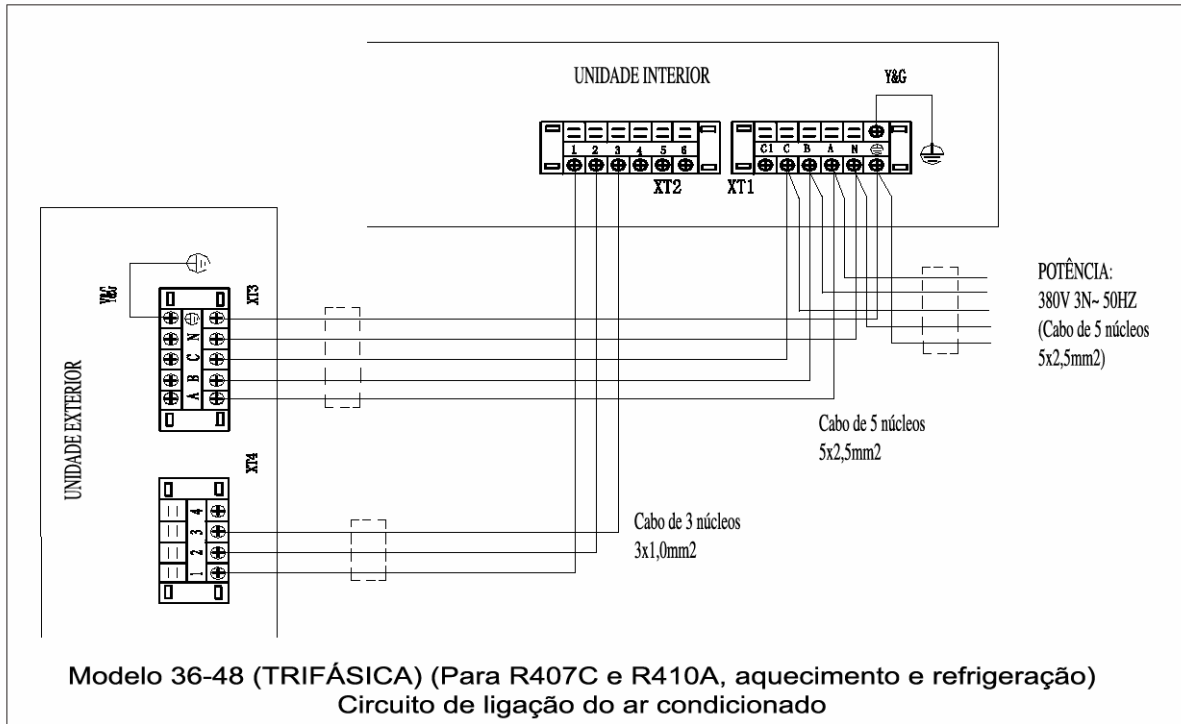 UNIDADE INTERIOR
Y&G
1 2 3 4 5 6
XT2
C1 C B A N
XT1
UNIDADE EXTERIOR
Y&G
XT3
A B C N
XT4
1 2 3 4
POTÊNCIA:
380V 3N~ 50HZ
(Cabo de 5 núcleos
5x2,5mm2)
Cabo de 5 núcleos
5x2,5mm2
Cabo de 3 núcleos
3x1,0mm2
Modelo 36-48 (TRIFÁSICA) (Para R407C e R410A, aquecimento e refrigeração)
Circuito de ligação do ar condicionado